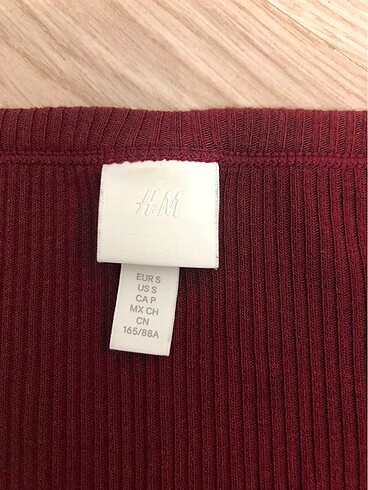 H&M
EUR S
US S
CA P
MX CH
CN
165/88A